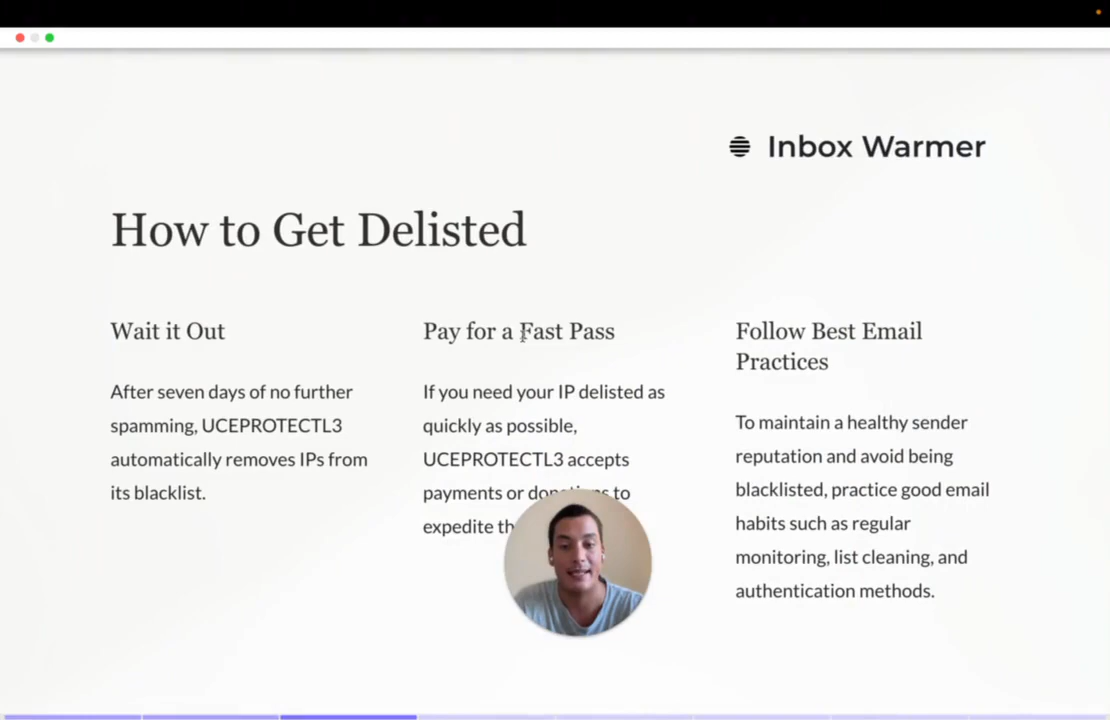 Inbox Warmer
How to Get Delisted
Wait it Out
After seven days of no further
spamming, UCEPROTECTL3
automatically removes IPs from
its blacklist.
Pay for a Fast Pass
If you need your IP delisted as
quickly as possible,
UCEPROTECTL3 accepts
payments or donations to
expedite
Follow Best Email
Practices
To maintain a healthy sender
reputation and avoid being
blacklisted, practice good email
habits such as regular
monitoring, list cleaning, and
authentication methods.